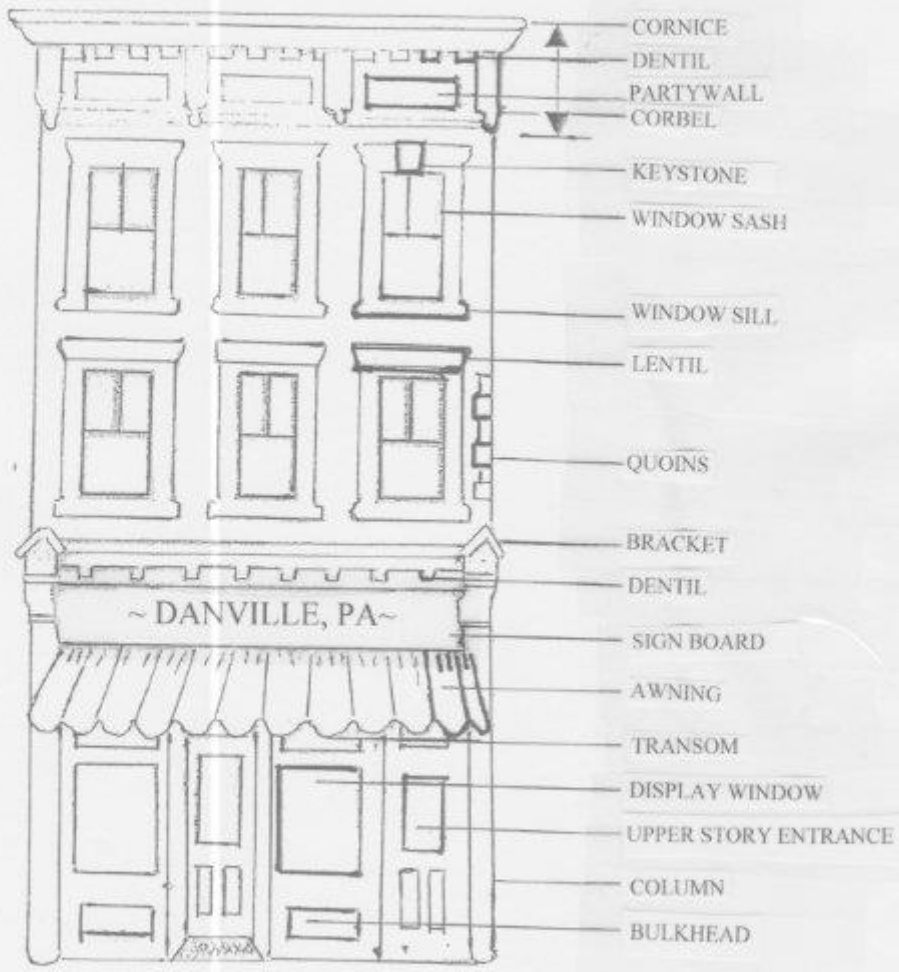 CORNICE
DENTIL
PARTYWALL
CORBEL
KEYSTONE
WINDOW SASH
WINDOW SILL
LENTIL
QUOINS
BRACKET
DENTIL
~ DANVILLE, PA~
SIGN BOARD
AWNING
TRANSOM
DISPLAY WINDOW
UPPER STORY ENTRANCE
COLUMN
BULKHEAD